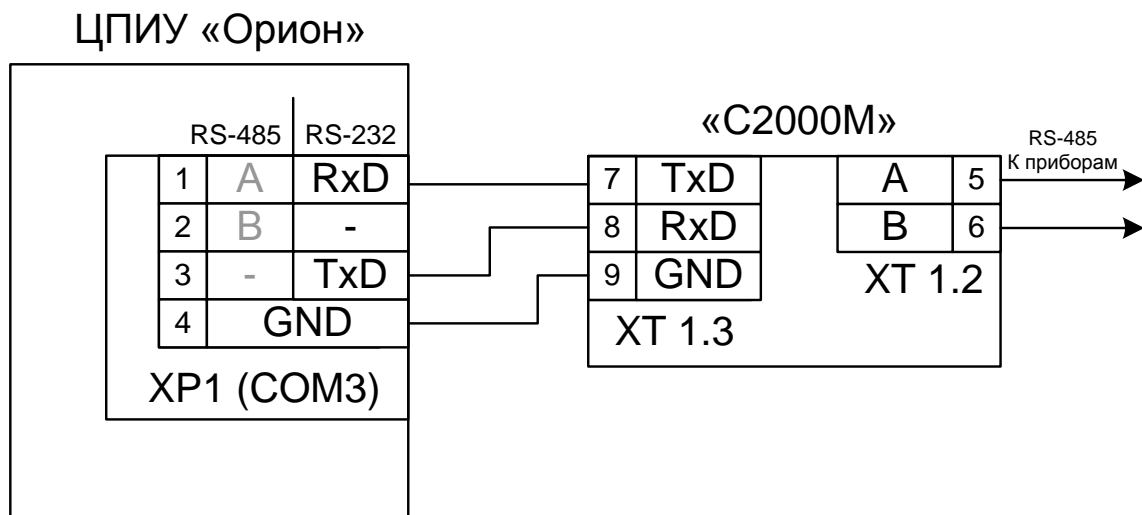 ЦПИУ «Орион»
RS-485 RS-232
1 A RxD
2 B -
3 - TxD
4 GND
XP1 (COM3)
«С2000М»
7 TxD
8 RxD
9 GND
XT 1.3
A 5
B 6
XT 1.2
RS-485
К приборам